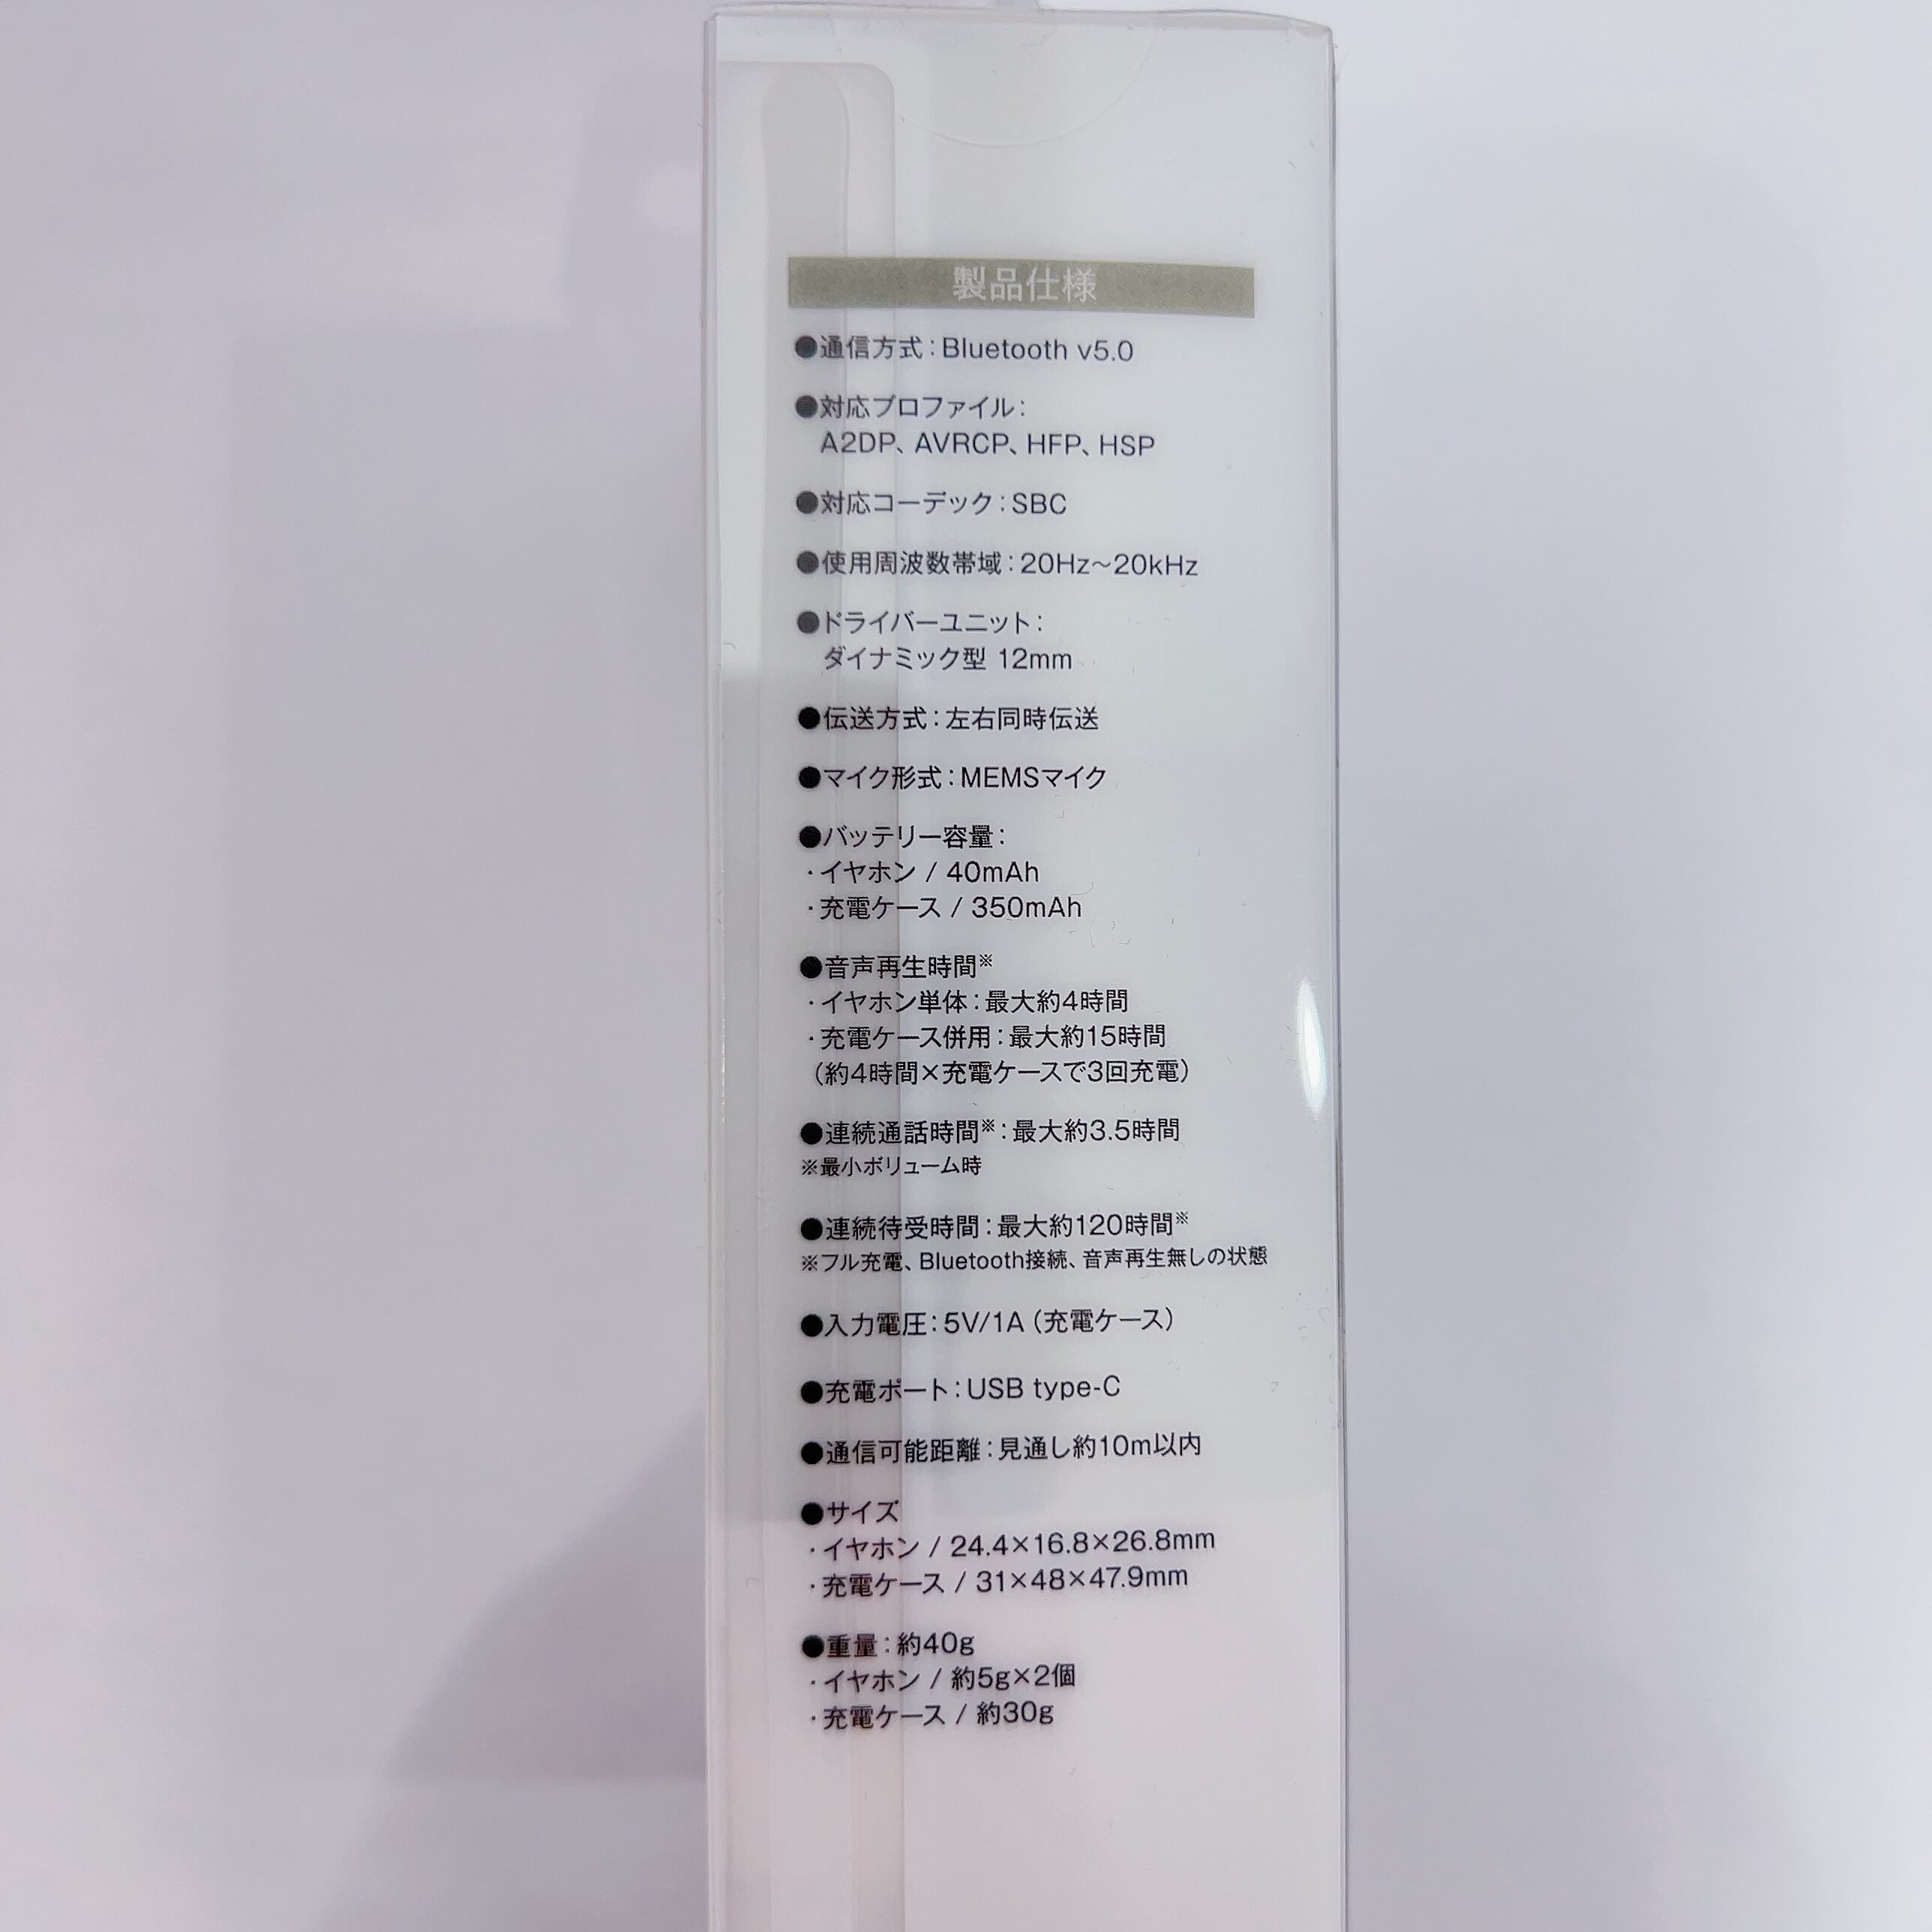 製品仕様
●通信方式：Bluetooth v5.0
●対応プロファイル：
A2DP、AVRCP、HFP、HSP
●対応コーデック：SBC
●使用周波数帯域：20Hz～20kHz
●ドライバーユニット：
ダイナミック型 12mm
●伝送方式：左右同時伝送
●マイク形式：MEMSマイク
●バッテリー容量：
・イヤホン / 40mAh
・充電ケース / 350mAh
●音声再生時間※
・イヤホン単体：最大約4時間
・充電ケース併用：最大約15時間
（約4時間×充電ケースで3回充電）
●連続通話時間※：最大約3.5時間
※最小ボリューム時
●連続待受時間：最大約120時間※
※フル充電、Bluetooth接続、音声再生無しの状態
●入力電圧：5V/1A（充電ケース）
●充電ポート：USB type-C
●通信可能距離：見通し約10m以内
●サイズ
・イヤホン / 24.4×16.8×26.8mm
・充電ケース / 31×48×47.9mm
●重量：約40g
・イヤホン / 約5g×2個
・充電ケース / 約30g